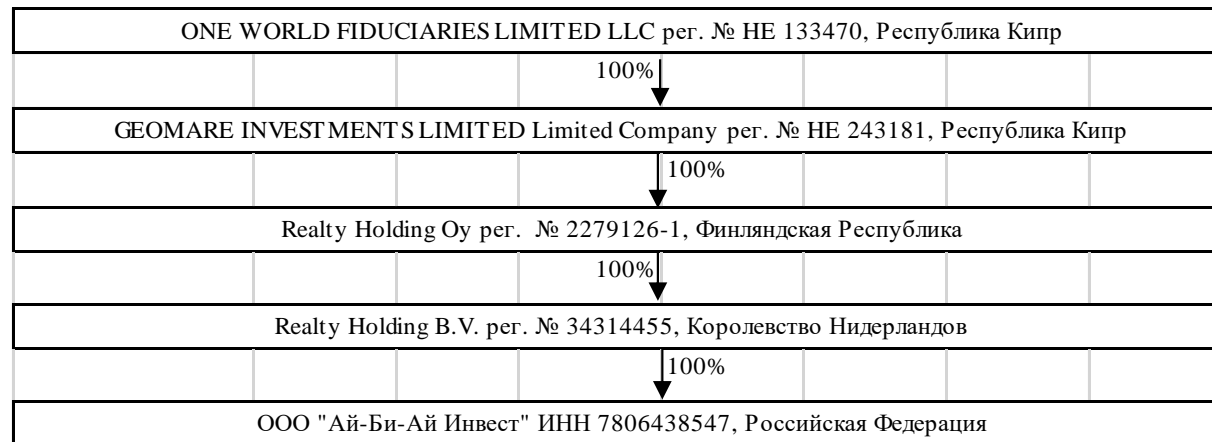 ONE WORLD FIDUCIARIES LIMITED LLC рег. № HE 133470, Республика Кипр
100%
GEOMARE INVESTMENTS LIMITED Limited Company рег. № HE 243181, Республика Кипр
100%
Realty Holding Oy рег. № 2279126-1, Финляндская Республика
100%
Realty Holding B.V. рег. № 34314455, Королевство Нидерландов
100%
ООО "Ай-Би-Ай Инвест" ИНН 7806438547, Российская Федерация